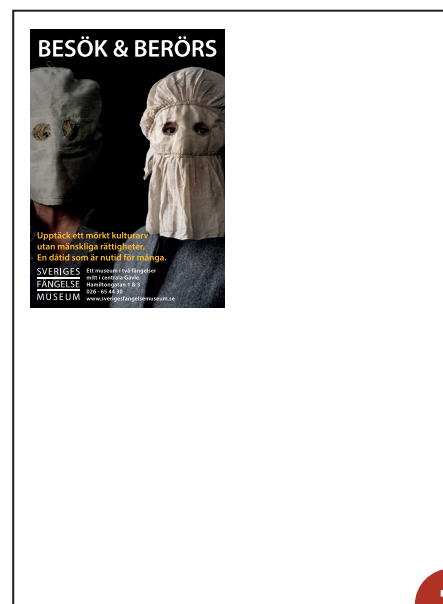 BESÖK & BERÖRS
Upptäck ett mörkt kulturarv
utan mänskliga rättigheter.
En dåtid som är nutid för många.
SVERIGES
FÄNGELSE
MUSEUM
Ett museum i två fängelser
mitt i centrala Gävle.
Hamiltongatan 1 & 3
026 - 65 44 30
www.sverigesfangelsemuseum.se